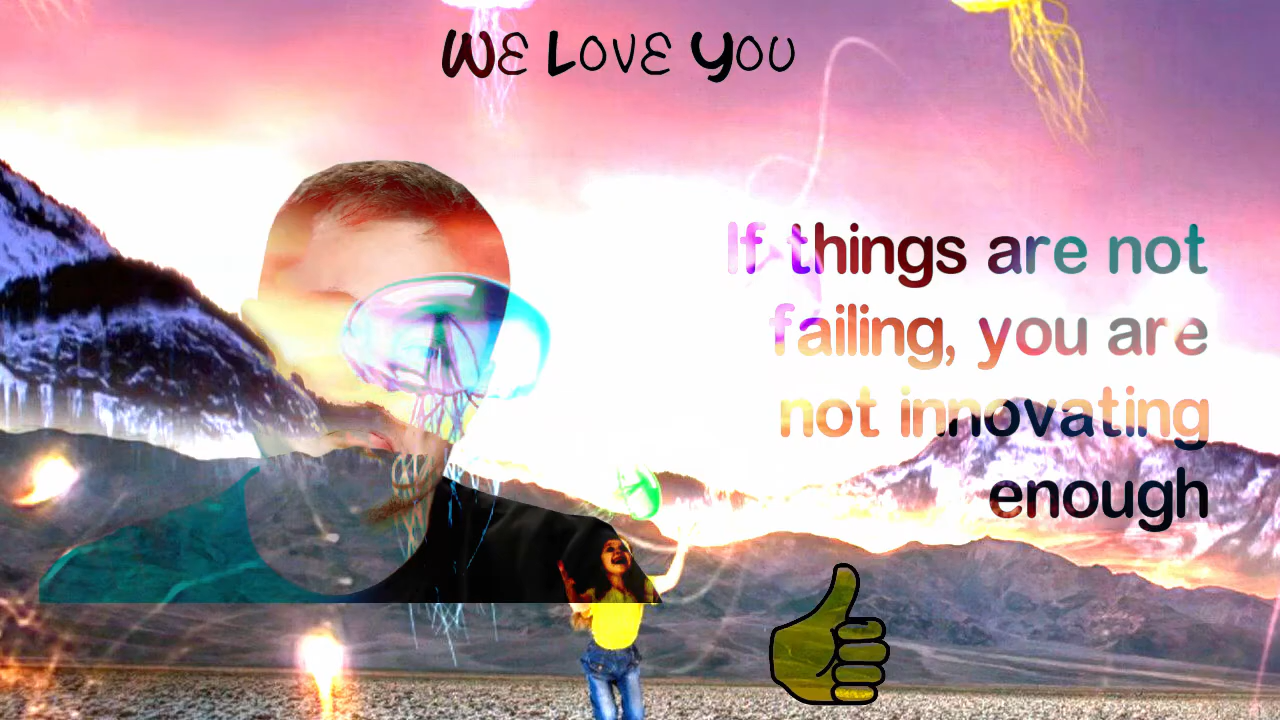 We Love You
If things are not
failing, you are
not innovating
enough